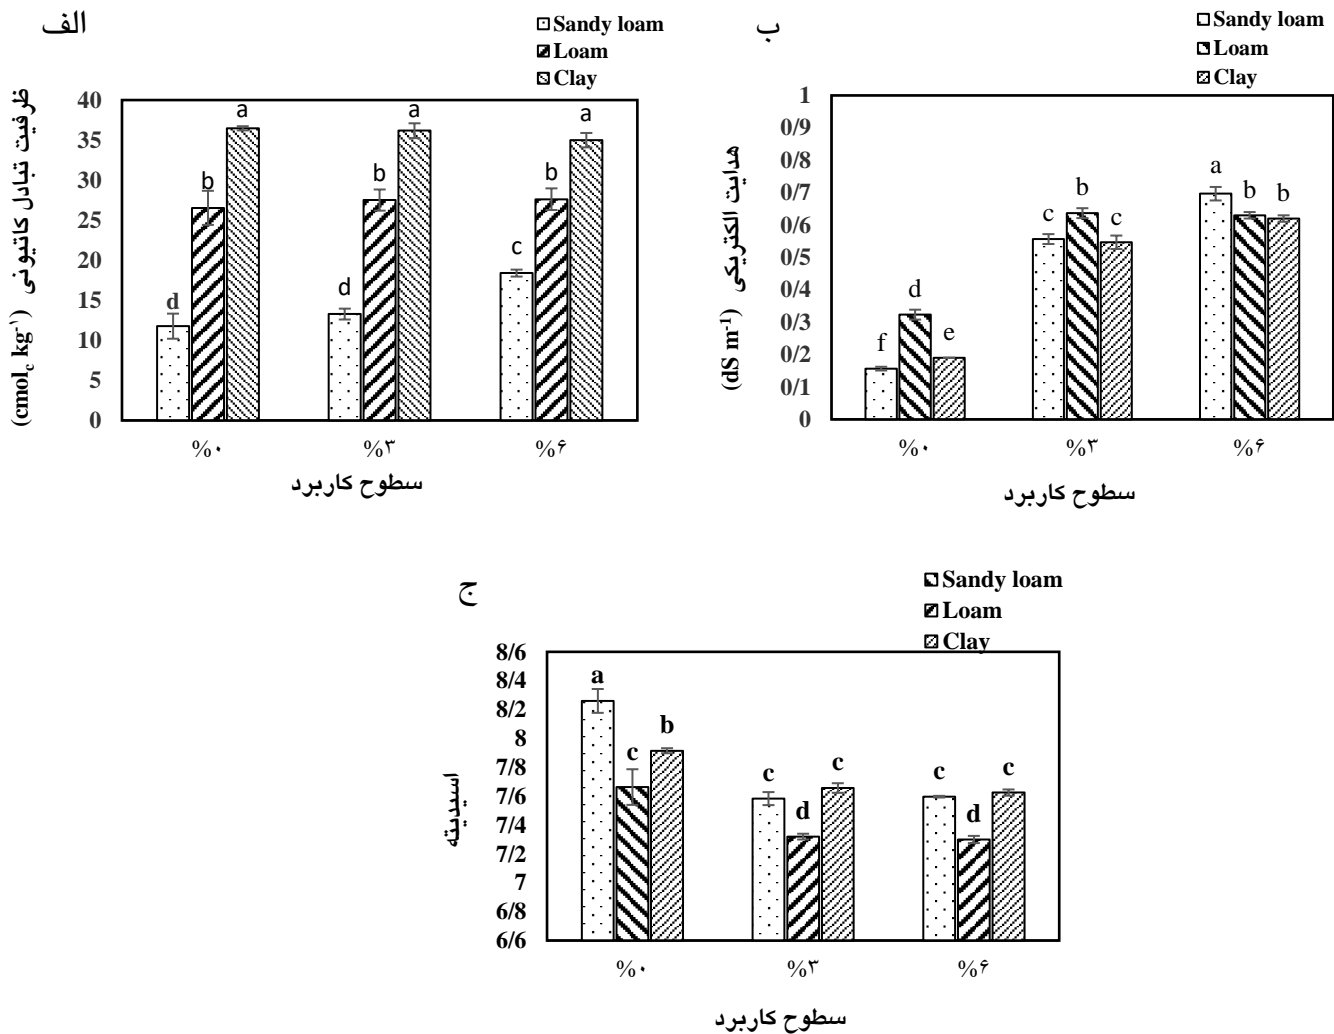 الف
Sandy loam
Loam
Clay
ظرفیت تبادل کاتیونی (cmolc kg-۱)
40
35
30
25
20
15
10
5
0
d
b
a
d
b
a
c
b
a
%۰
%۳
%۶
سطوح کاربرد
ب
Sandy loam
Loam
Clay
هدایت الکتریکی (dS m-1)
1
0/9
0/8
0/7
0/6
0/5
0/4
0/3
0/2
0/1
0
f
d
e
c
b
c
a
b
b
%۰
%۳
%۶
سطوح کاربرد
ج
Sandy loam
Loam
Clay
اسیدیته
8/6
8/4
8/2
8
7/8
7/6
7/4
7/2
7
6/8
6/6
a
c
b
c
d
c
c
d
c
%۰
%۳
%۶
سطوح کاربرد